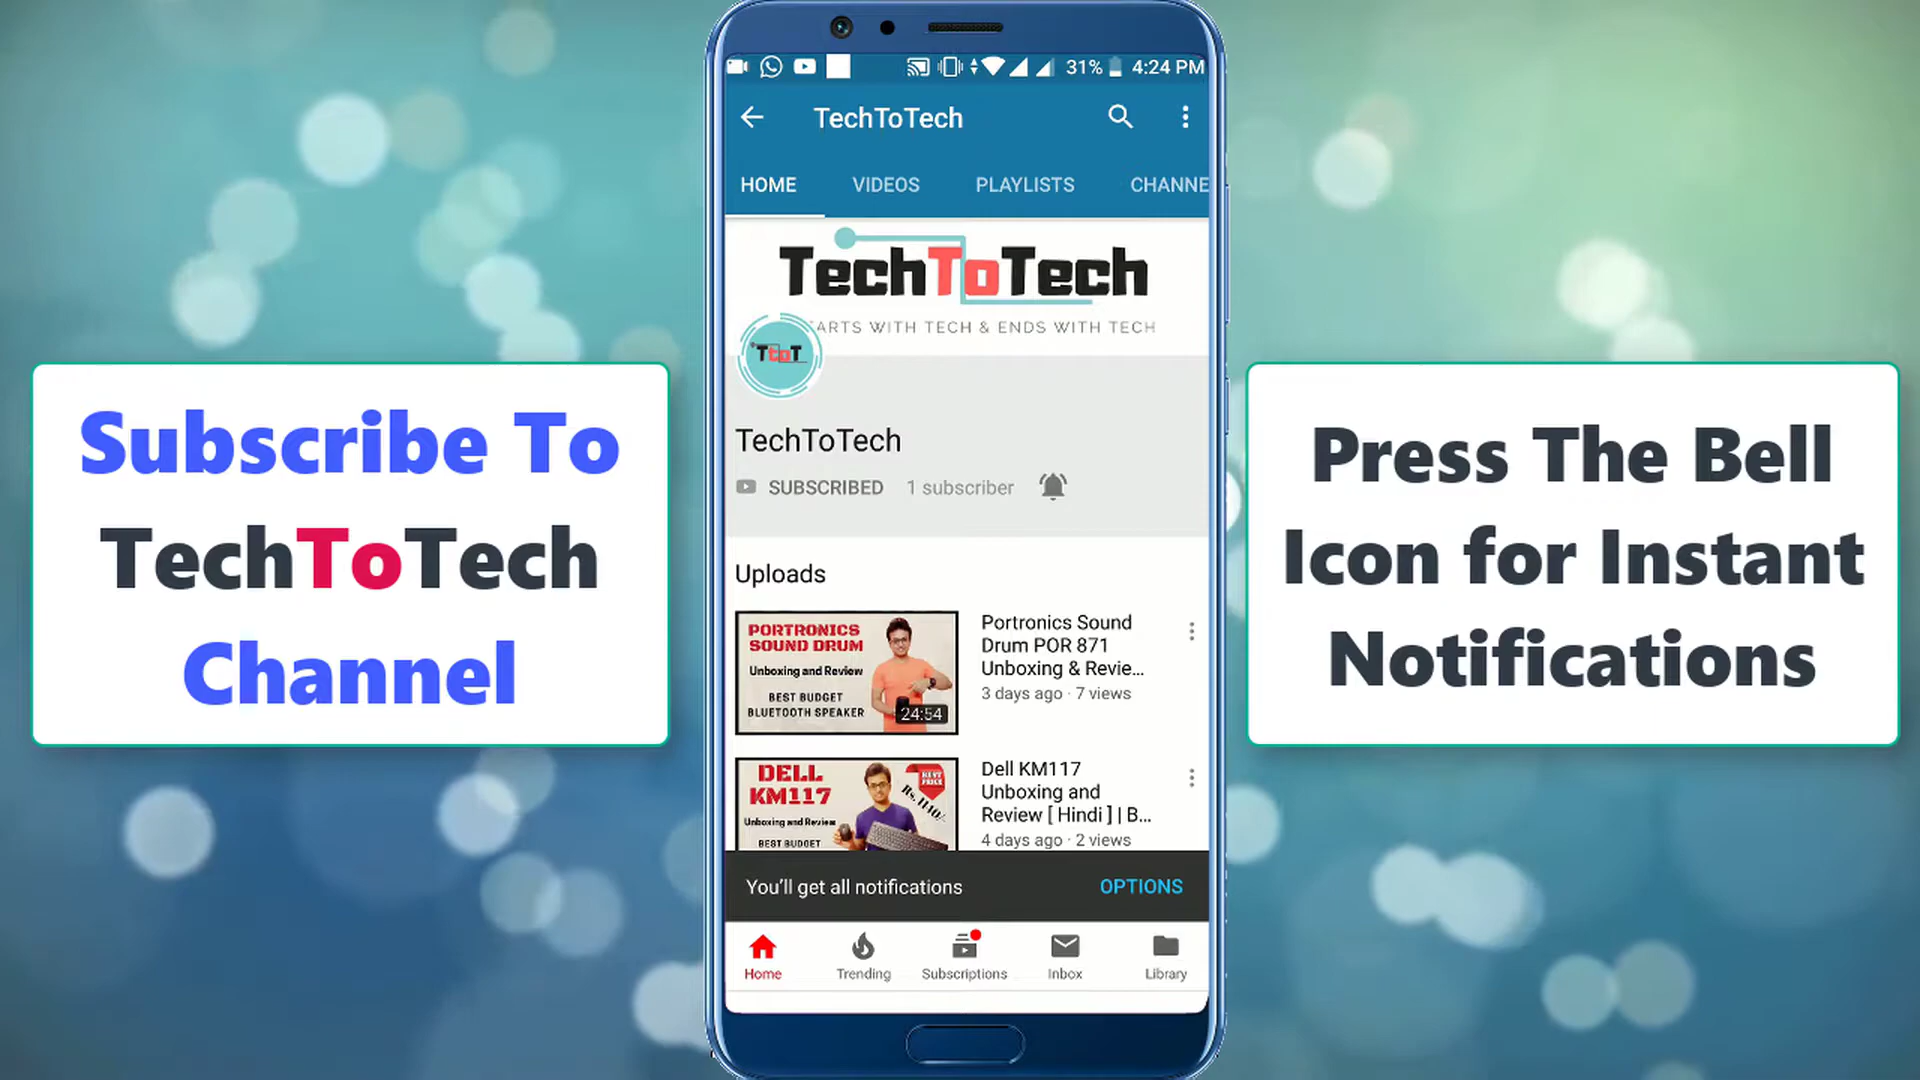 31% 4:24 PM
TechToTech
HOME VIDEOS PLAYLISTS CHANNE
TechToTech
ARTS WITH TECH & ENDS WITH TECH
TtoT
Subscribe To
TechToTech
Channel
TechToTech
SUBSCRIBED 1 subscriber
Press The Bell
Icon for Instant
Notifications
Uploads
PORTRONICS
SOUND DRUM
Unboxing and Review
BEST BUDGET
BLUETOOTH SPEAKER
24:54
Portronics Sound
Drum POR 871
Unboxing & Revie...
3 days ago · 7 views
DELL
KM117
Unboxing and Review
BEST BUDGET
BEST
PRICE
Rs. 1140/-
Dell KM117
Unboxing and
Review [ Hindi ] | B...
4 days ago · 2 views
You'll get all notifications OPTIONS
Home Trending Subscriptions Inbox Library